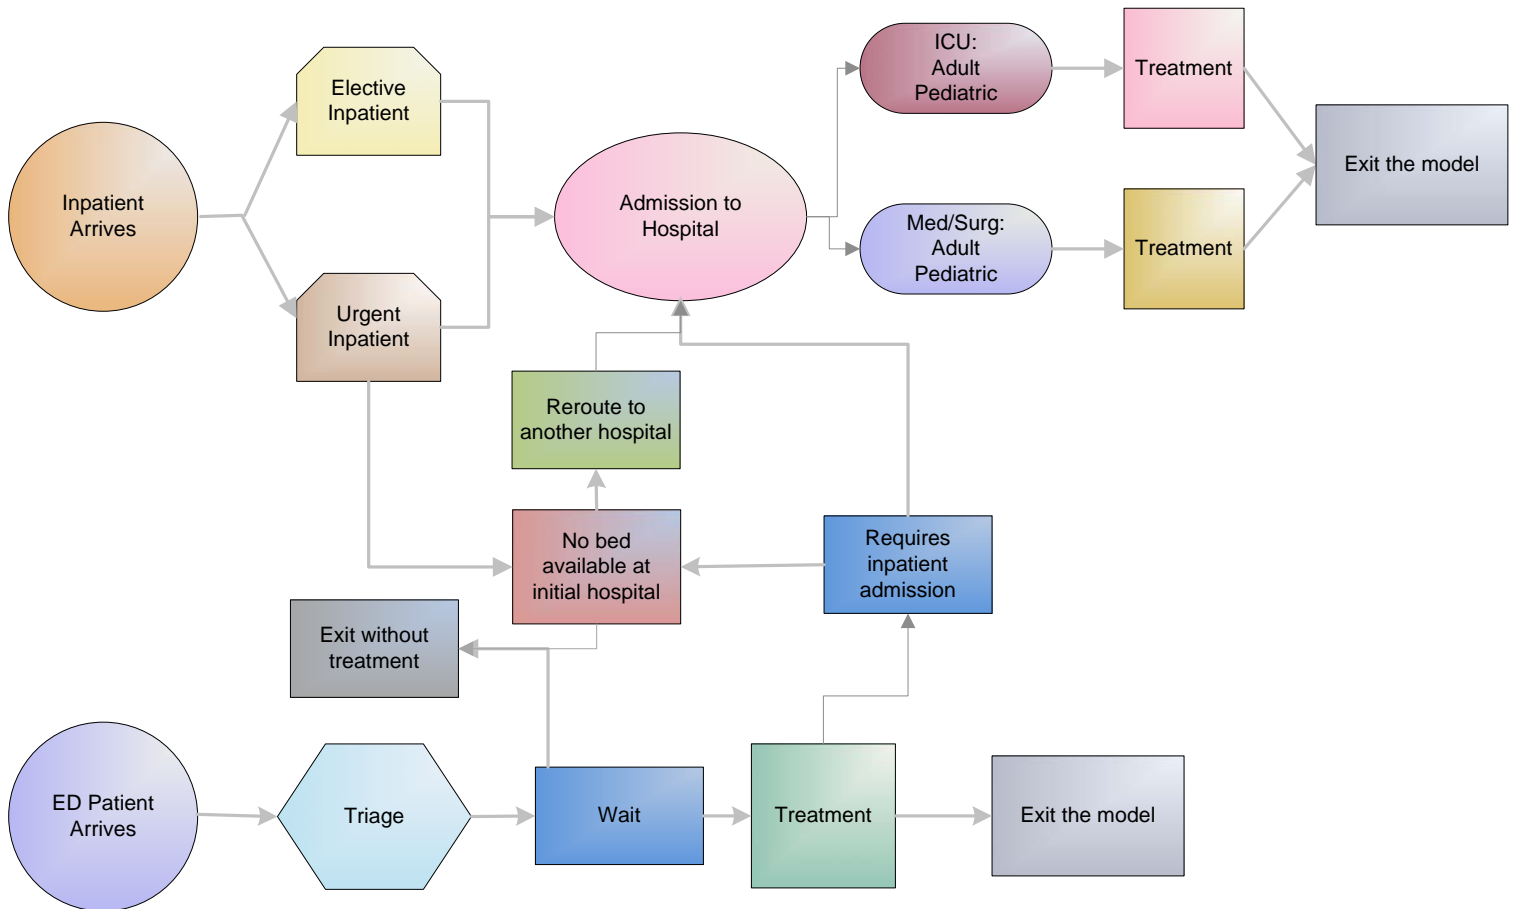 Inpatient
Arrives
Elective
Inpatient
Urgent
Inpatient
Admission to
Hospital
ICU:
Adult
Pediatric
Treatment
Med/Surg:
Adult
Pediatric
Treatment
Exit the model
Reroute to
another hospital
No bed
available at
initial hospital
Requires
inpatient
admission
Exit without
treatment
ED Patient
Arrives
Triage
Wait
Treatment
Exit the model